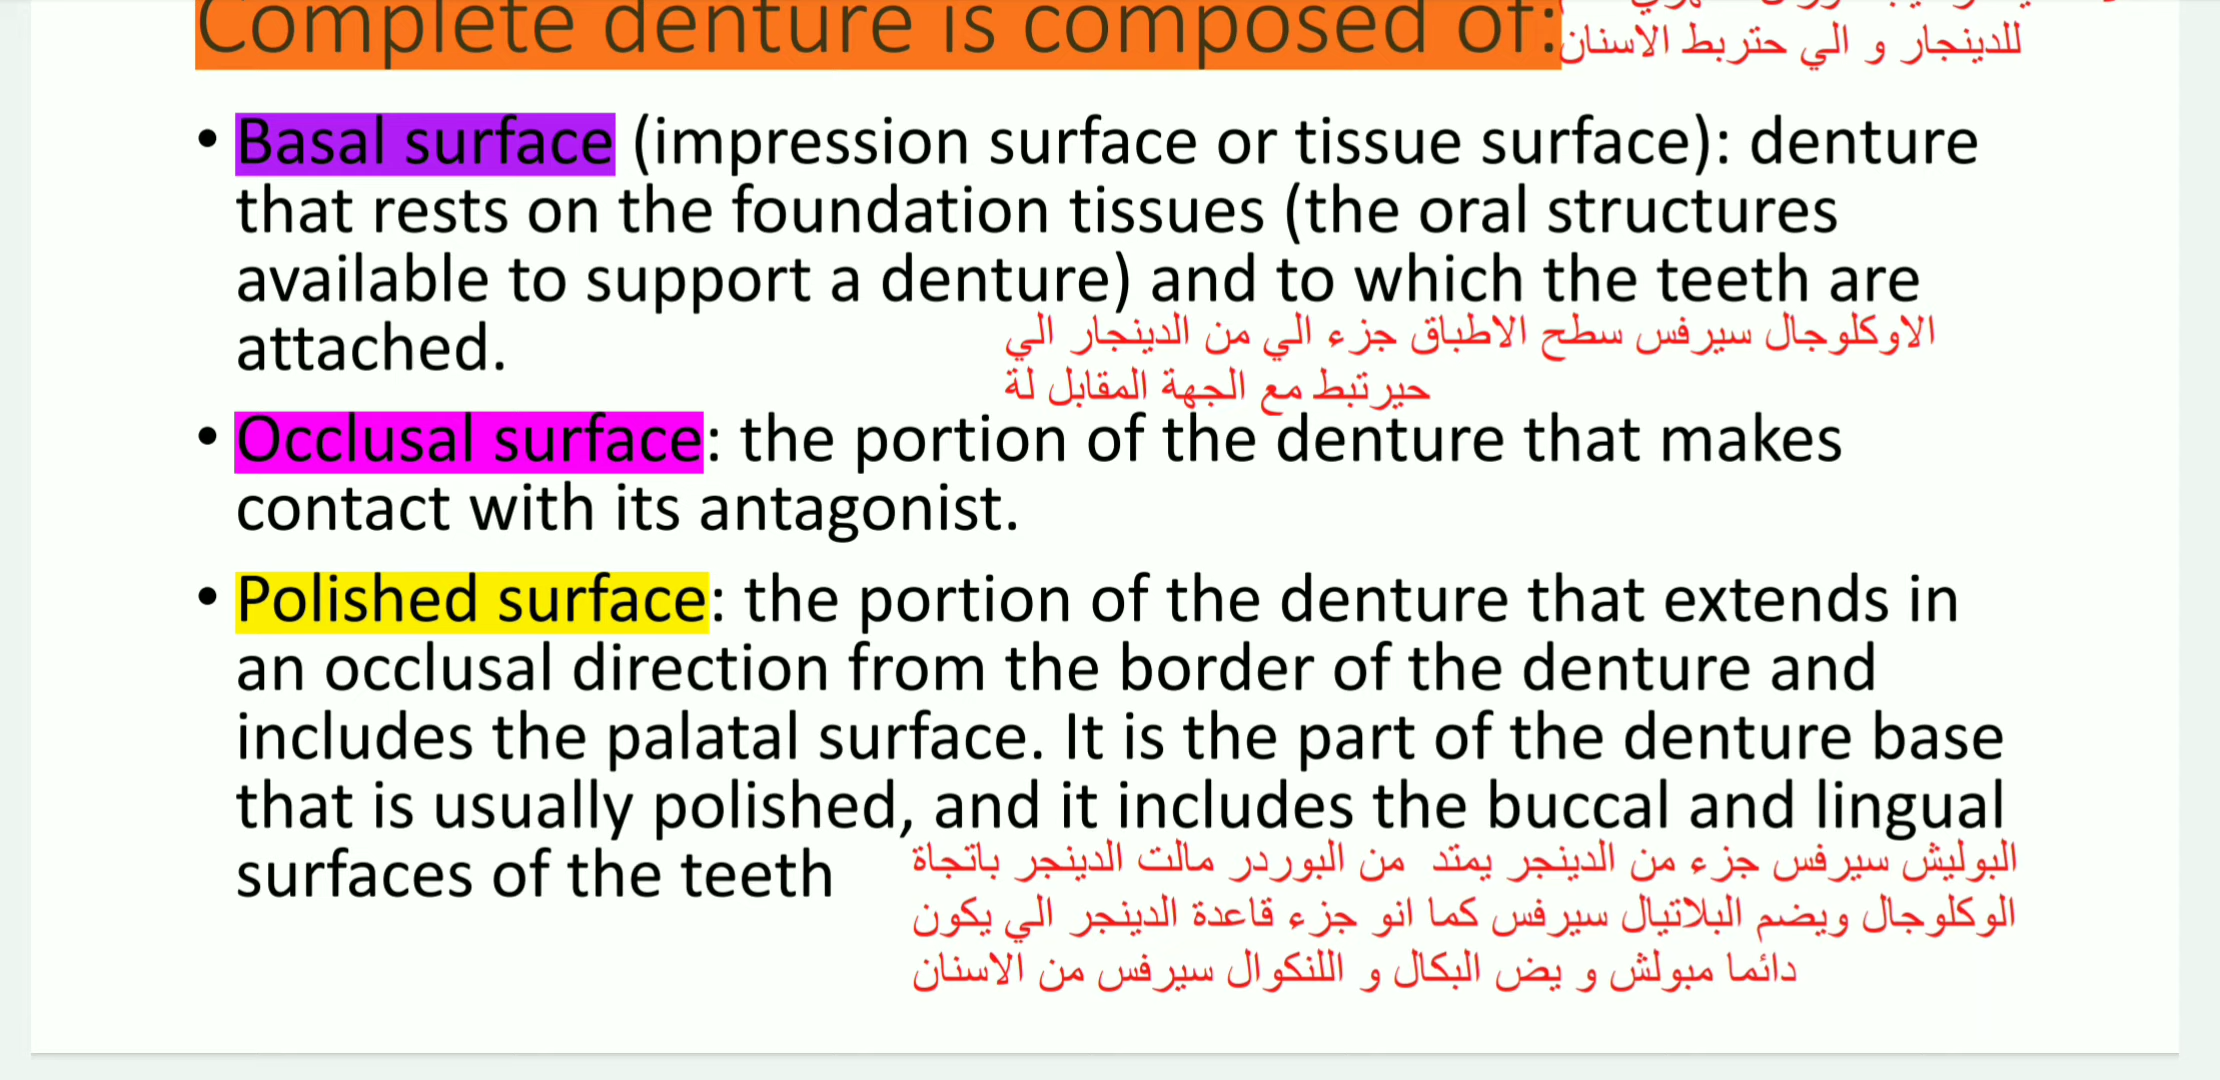 Complete denture is composed of:
للدينجار و الي حتربط الاسنان
• Basal surface (impression surface or tissue surface): denture
that rests on the foundation tissues (the oral structures
available to support a denture) and to which the teeth are
attached.
الاوكلوجال سيرفس سطح الاطباق جزء الي من الدينجار الي
حيرتبط مع الجهة المقابل لة
• Occlusal surface: the portion of the denture that makes
contact with its antagonist.
• Polished surface: the portion of the denture that extends in
an occlusal direction from the border of the denture and
includes the palatal surface. It is the part of the denture base
that is usually polished, and it includes the buccal and lingual
surfaces of the teeth
البوليش سيرفس جزء من الدينجر يمتد من البوردر مالت الدينجر باتجاة
الوكلوجال ويضم البلاتيال سيرفس كما انو جزء قاعدة الدينجر الي يكون
دائما مبولش و يض البكال و اللنكوال سيرفس من الاسنان